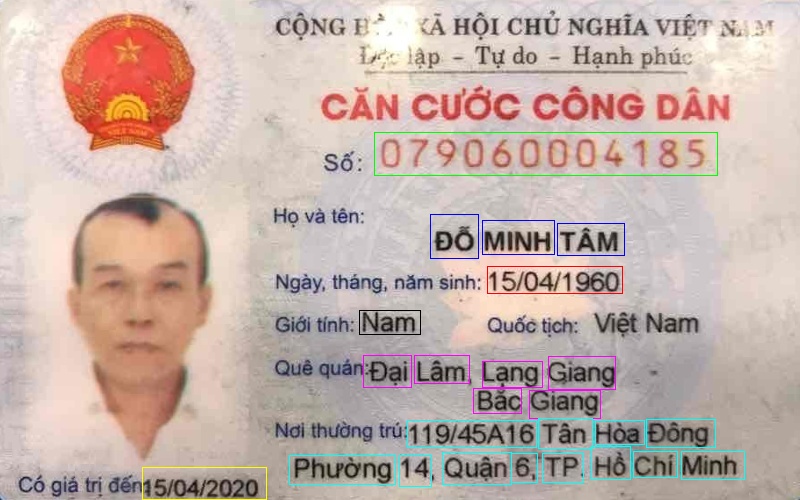 CỘNG HÒA XÃ HỘI CHỦ NGHĨA VIỆT NAM
Độc lập - Tự do - Hạnh phúc
CĂN CƯỚC CÔNG DÂN
Số: 079060004185
Họ và tên:
ĐỖ MINH TÂM
Ngày, tháng, năm sinh: 15/04/1960
Giới tính: Nam Quốc tịch: Việt Nam
Quê quán: Đại Lâm, Lạng Giang
Bắc Giang
Nơi thường trú: 119/45A16 Tân Hòa Đông
Phường 14, Quận 6, TP. Hồ Chí Minh
Có giá trị đến 15/04/2020
VIỆT NAM